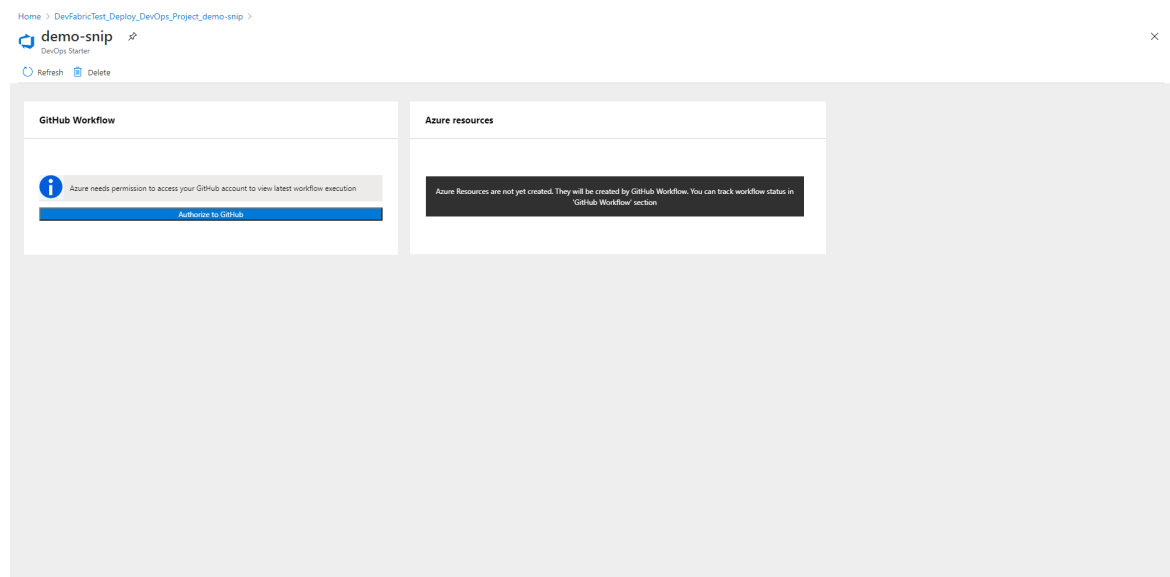 Home > DevFabricTest_Deploy_DevOps_Project_demo-snip >
demo-snip
DevOps Starter
Refresh Delete
GitHub Workflow
Azure needs permission to access your GitHub account to view latest workflow execution
Authorize to GitHub
Azure resources
Azure Resources are not yet created. They will be created by GitHub Workflow. You can track workflow status in
'GitHub Workflow' section